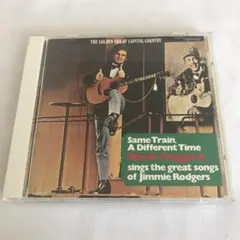 THE GOLDEN ERA OF CAPITOL COUNTRY
Same Train,
A Different Time
Merle Haggard
sings the great songs
of Jimmie Rodgers